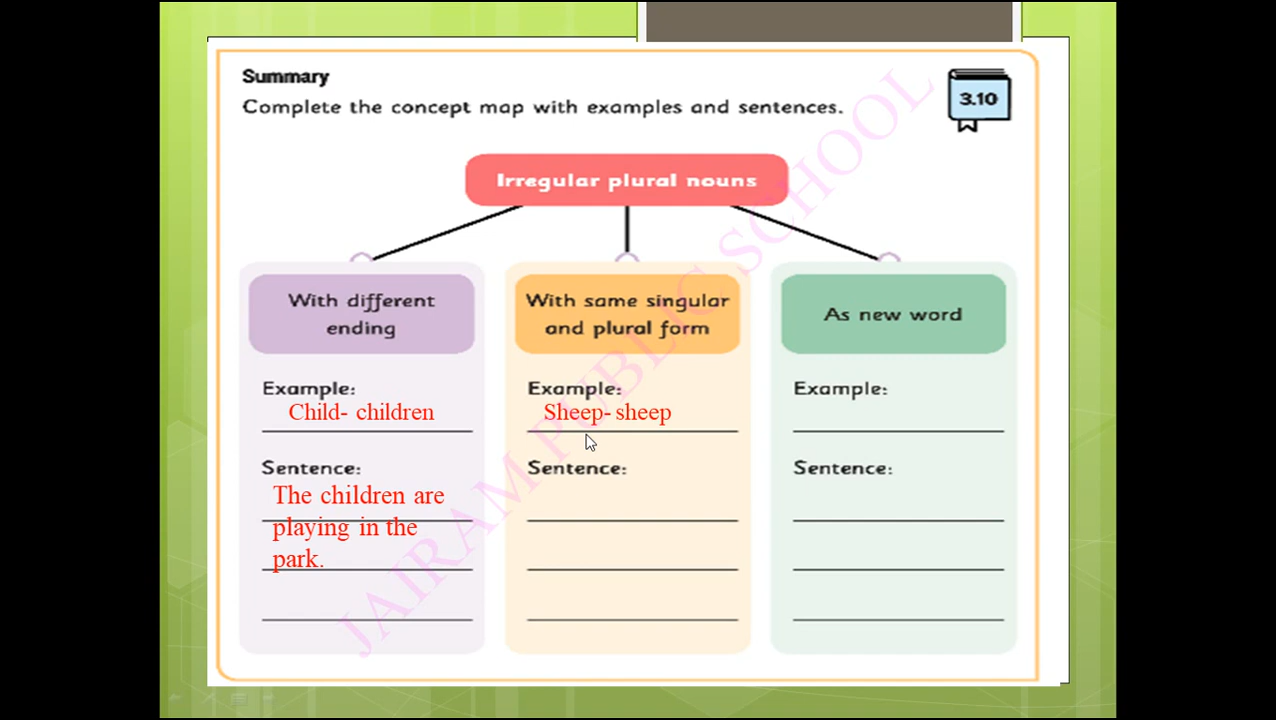 Summary
Complete the concept map with examples and sentences.
3.10
Irregular plural nouns
With different
ending
Example:
Child- children
Sentence:
The children are
playing in the
park.
With same singular
and plural form
Example:
Sheep- sheep
Sentence:
As new word
Example:
Sentence:
JAIRAM PUBLIC SCHOOL